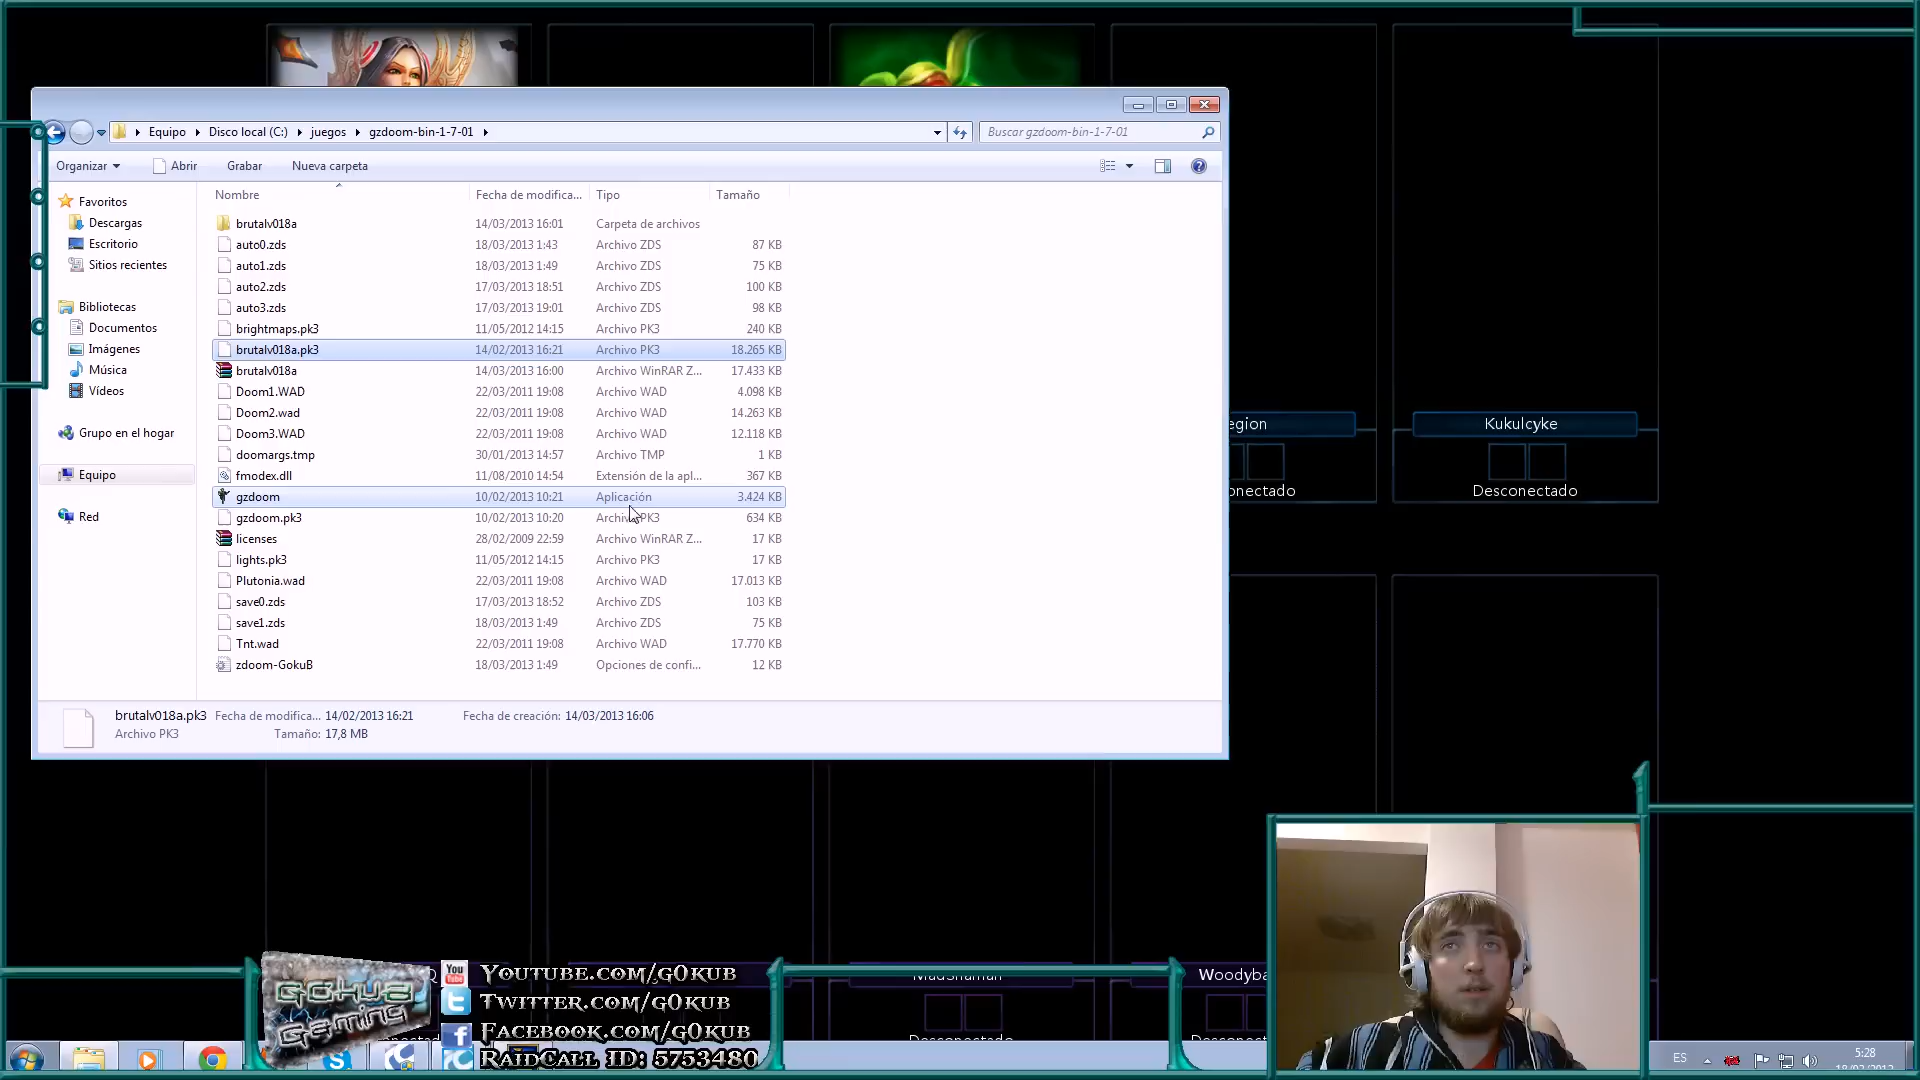 Equipo
Disco local (C:)
juegos
gzdoom-bin-1-7-01
Buscar gzdoom-bin-1-7-01
Organizar
Abrir
Grabar
Nueva carpeta
Nombre Fecha de modifica... Tipo Tamaño
Favoritos
Descargas
Escritorio
Sitios recientes
Bibliotecas
Documentos
Imágenes
Música
Vídeos
Grupo en el hogar
Equipo
Red
brutalv018a 14/03/2013 16:01 Carpeta de archivos
auto0.zds 18/03/2013 1:43 Archivo ZDS 87 KB
auto1.zds 18/03/2013 1:49 Archivo ZDS 75 KB
auto2.zds 17/03/2013 18:51 Archivo ZDS 100 KB
auto3.zds 17/03/2013 19:01 Archivo ZDS 98 KB
brightmaps.pk3 11/05/2012 14:15 Archivo PK3 240 KB
brutalv018a.pk3 14/02/2013 16:21 Archivo PK3 18.265 KB
brutalv018a 14/03/2013 16:00 Archivo WinRAR Z... 17.433 KB
Doom1.WAD 22/03/2011 19:08 Archivo WAD 4.098 KB
Doom2.wad 22/03/2011 19:08 Archivo WAD 14.263 KB
Doom3.WAD 22/03/2011 19:08 Archivo WAD 12.118 KB
doomargs.tmp 30/01/2013 14:57 Archivo TMP 1 KB
fmodex.dll 11/08/2010 14:54 Extensión de la apl... 367 KB
gzdoom 10/02/2013 10:21 Aplicación 3.424 KB
gzdoom.pk3 10/02/2013 10:20 Archivo PK3 634 KB
licenses 28/02/2009 22:59 Archivo WinRAR Z... 17 KB
lights.pk3 11/05/2012 14:15 Archivo PK3 17 KB
Plutonia.wad 22/03/2011 19:08 Archivo WAD 17.013 KB
save0.zds 17/03/2013 18:52 Archivo ZDS 103 KB
save1.zds 18/03/2013 1:49 Archivo ZDS 75 KB
Tnt.wad 22/03/2011 19:08 Archivo WAD 17.770 KB
zdoom-GokuB 18/03/2013 1:49 Opciones de confi... 12 KB
brutalv018a.pk3 Fecha de modifica... 14/02/2013 16:21 Fecha de creación: 14/03/2013 16:06
Archivo PK3 Tamaño: 17,8 MB
egion
onectado
Kukulcyke
Desconectado
MadShaman
Desconectado
Woodyba
Desconect
Gokub
Gaming
You
Tube
Youtube.com/g0kub
Twitter.com/g0kub
Facebook.com/g0kub
RaidCall ID: 5753480
ES
5:28